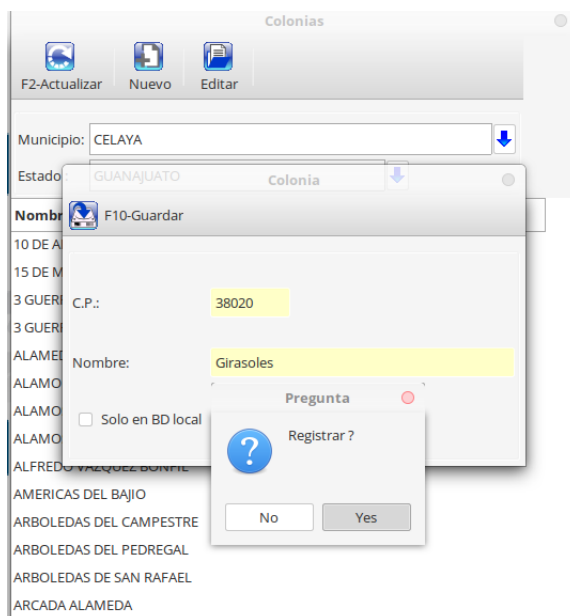 Colonias
F2-Actualizar Nuevo Editar
Municipio: CELAYA
Estado: GUANAJUATO
Colonia
F10-Guardar
C.P.: 38020
Nombre: Girasoles
Solo en BD local
Pregunta
Registrar ?
No Yes
Nombr
10 DE A
15 DE M
3 GUER
3 GUER
ALAMED
ALAMO
ALAMO
ALAMO
ALFREDO VAZQUEZ BONFIL
AMERICAS DEL BAJIO
ARBOLEDAS DEL CAMPESTRE
ARBOLEDAS DEL PEDREGAL
ARBOLEDAS DE SAN RAFAEL
ARCADA ALAMEDA